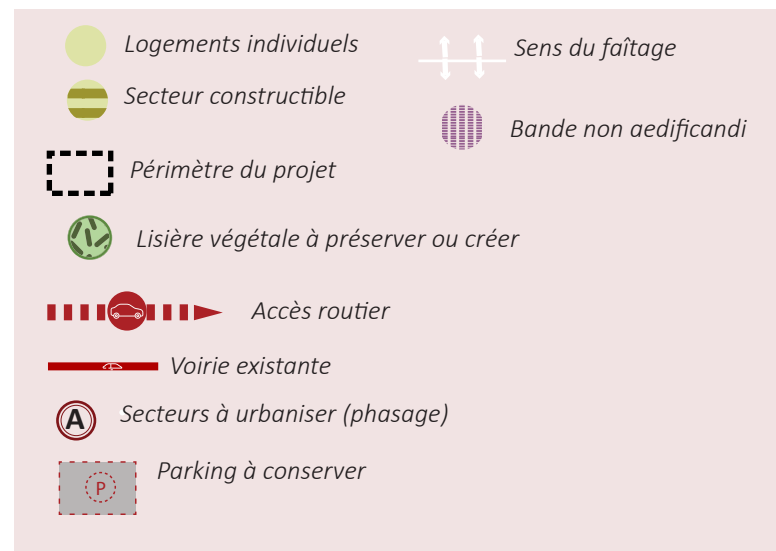 Logements individuels
Sens du faîtage
Secteur constructible
Bande non aedificandi
Périmètre du projet
Lisière végétale à préserver ou créer
Accès routier
Voirie existante
A
Secteurs à urbaniser (phasage)
Parking à conserver
P